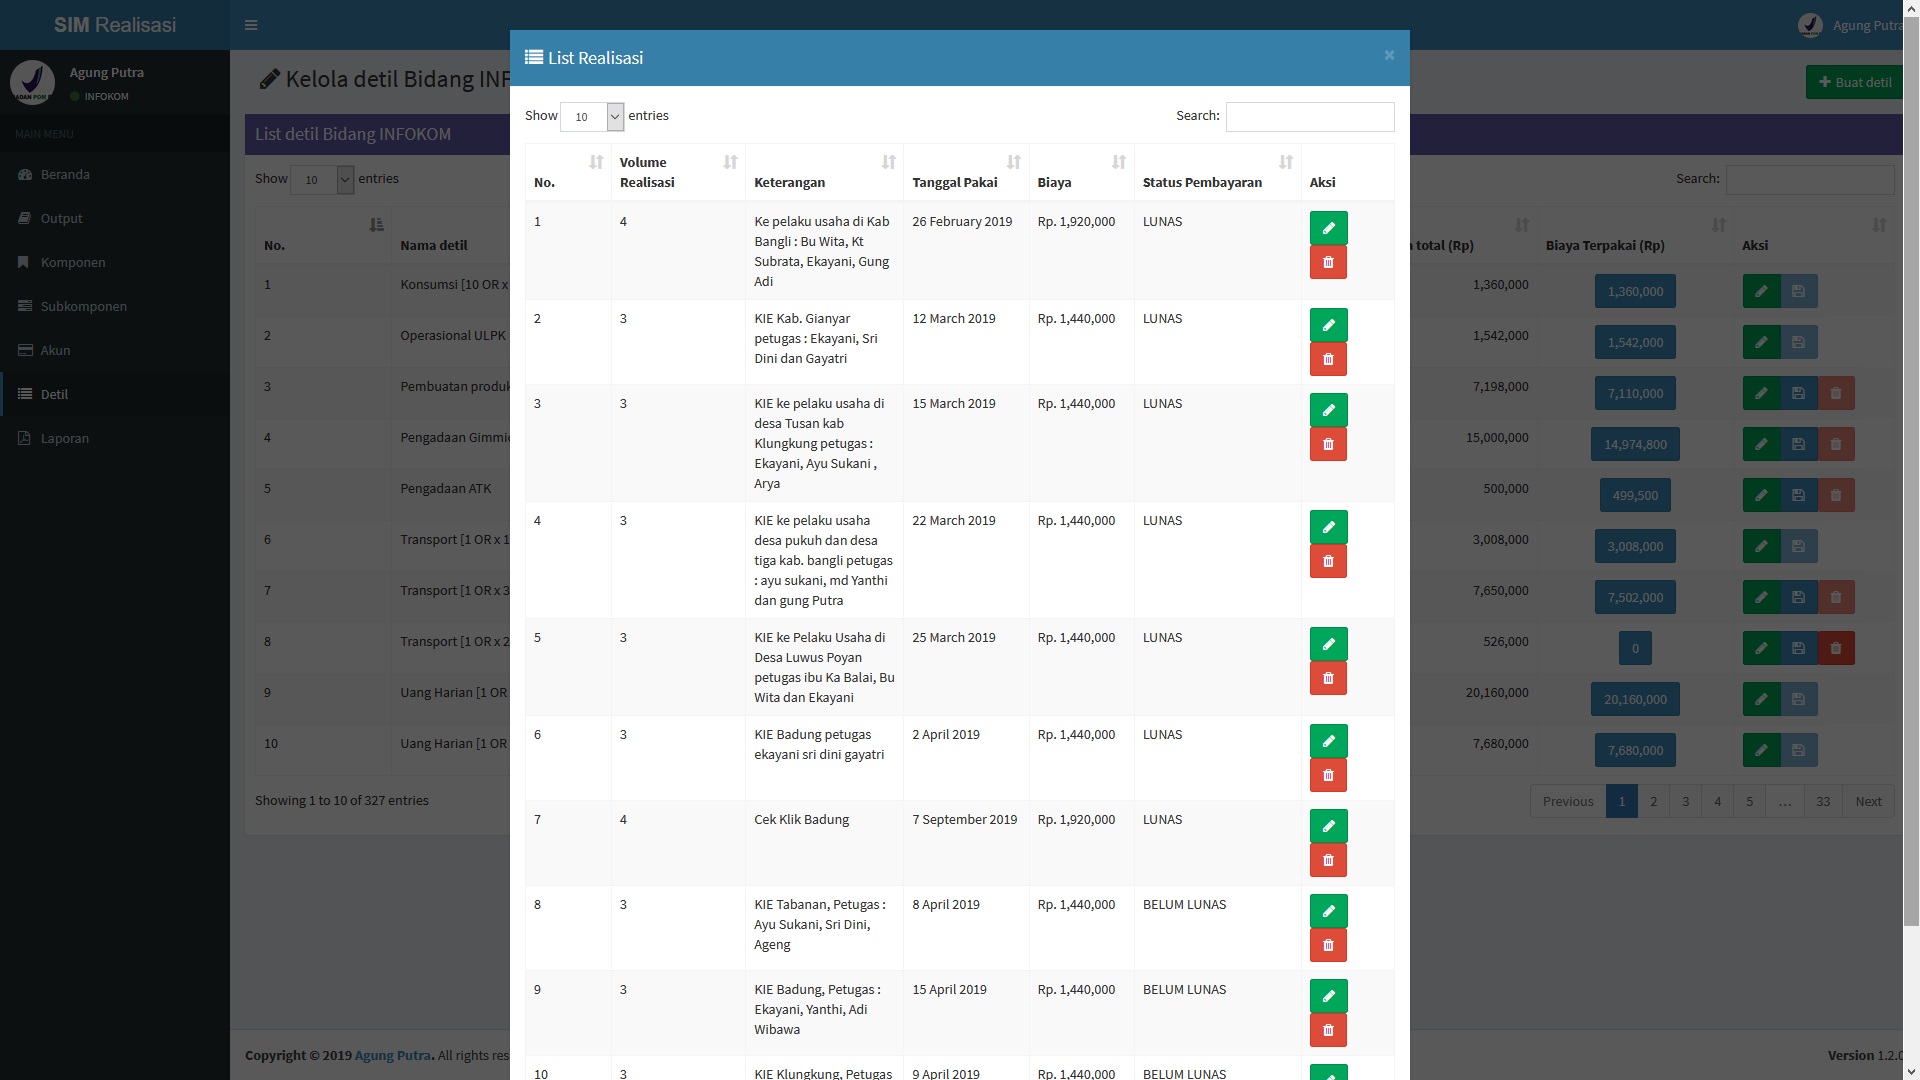 SIM Realisasi
Agung Putra
Agung Putra
INFOKOM
MAIN MENU
Beranda
Output
Komponen
Subkomponen
Akun
Detil
Laporan
Kelola detil Bidang INF
Buat detil
List detil Bidang INFOKOM
Show 10 entries
Search:
No. Nama detil total (Rp) Biaya Terpakai (Rp) Aksi
1 Konsumsi [10 OR x 1,360,000 1,360,000
2 Operasional ULPK 1,542,000 1,542,000
3 Pembuatan produk 7,198,000 7,110,000
4 Pengadaan Gimmi 15,000,000 14,974,800
5 Pengadaan ATK 500,000 499,500
6 Transport [1 OR x 1 3,008,000 3,008,000
7 Transport [1 OR x 3 7,650,000 7,502,000
8 Transport [1 OR x 2 526,000 0
9 Uang Harian [1 OR 20,160,000 20,160,000
10 Uang Harian [1 OR 7,680,000 7,680,000
Showing 1 to 10 of 327 entries
Previous 1 2 3 4 5 … 33 Next
Copyright © 2019 Agung Putra. All rights res
Version 1.2.0
List Realisasi
×
Show 10 entries
Search:
No. Volume Realisasi Keterangan Tanggal Pakai Biaya Status Pembayaran Aksi
1 4 Ke pelaku usaha di Kab 26 February 2019 Rp. 1,920,000 LUNAS
Bangli : Bu Wita, Kt
Subrata, Ekayani, Gung
Adi
2 3 KIE Kab. Gianyar 12 March 2019 Rp. 1,440,000 LUNAS
petugas : Ekayani, Sri
Dini dan Gayatri
3 3 KIE ke pelaku usaha di 15 March 2019 Rp. 1,440,000 LUNAS
desa Tusan kab
Klungkung petugas :
Ekayani, Ayu Sukani ,
Arya
4 3 KIE ke pelaku usaha 22 March 2019 Rp. 1,440,000 LUNAS
desa pukuh dan desa
tiga kab. bangli petugas
: ayu sukani, md Yanthi
dan gung Putra
5 3 KIE ke Pelaku Usaha di 25 March 2019 Rp. 1,440,000 LUNAS
Desa Luwus Poyan
petugas ibu Ka Balai, Bu
Wita dan Ekayani
6 3 KIE Badung petugas 2 April 2019 Rp. 1,440,000 LUNAS
ekayani sri dini gayatri
7 4 Cek Klik Badung 7 September 2019 Rp. 1,920,000 LUNAS
8 3 KIE Tabanan, Petugas : 8 April 2019 Rp. 1,440,000 BELUM LUNAS
Ayu Sukani, Sri Dini,
Ageng
9 3 KIE Badung, Petugas : 15 April 2019 Rp. 1,440,000 BELUM LUNAS
Ekayani, Yanthi, Adi
Wibawa
10 3 KIE Klungkung, Petugas 9 April 2019 Rp. 1,440,000 BELUM LUNAS